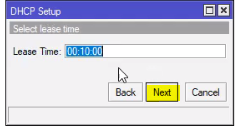 DHCP Setup
Select lease time
Lease Time: 00:10:00
Back Next Cancel